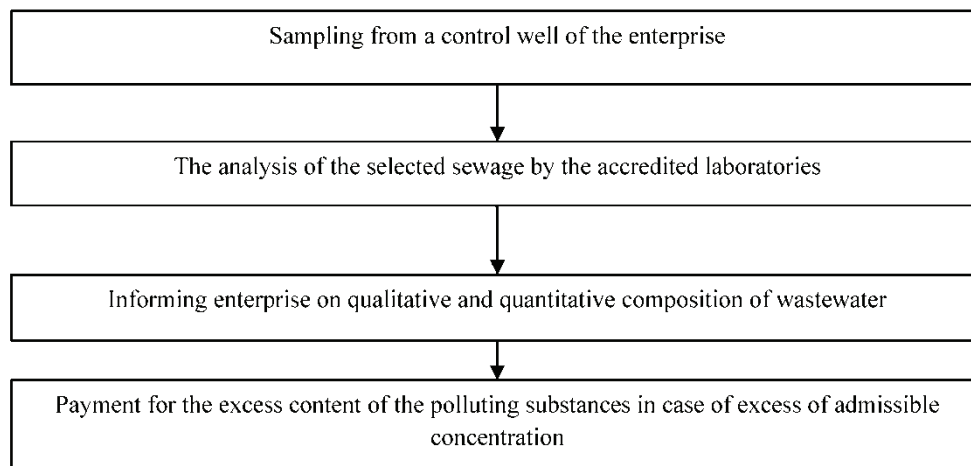 Sampling from a control well of the enterprise
The analysis of the selected sewage by the accredited laboratories
Informing enterprise on qualitative and quantitative composition of wastewater
Payment for the excess content of the polluting substances in case of excess of admissible
concentration